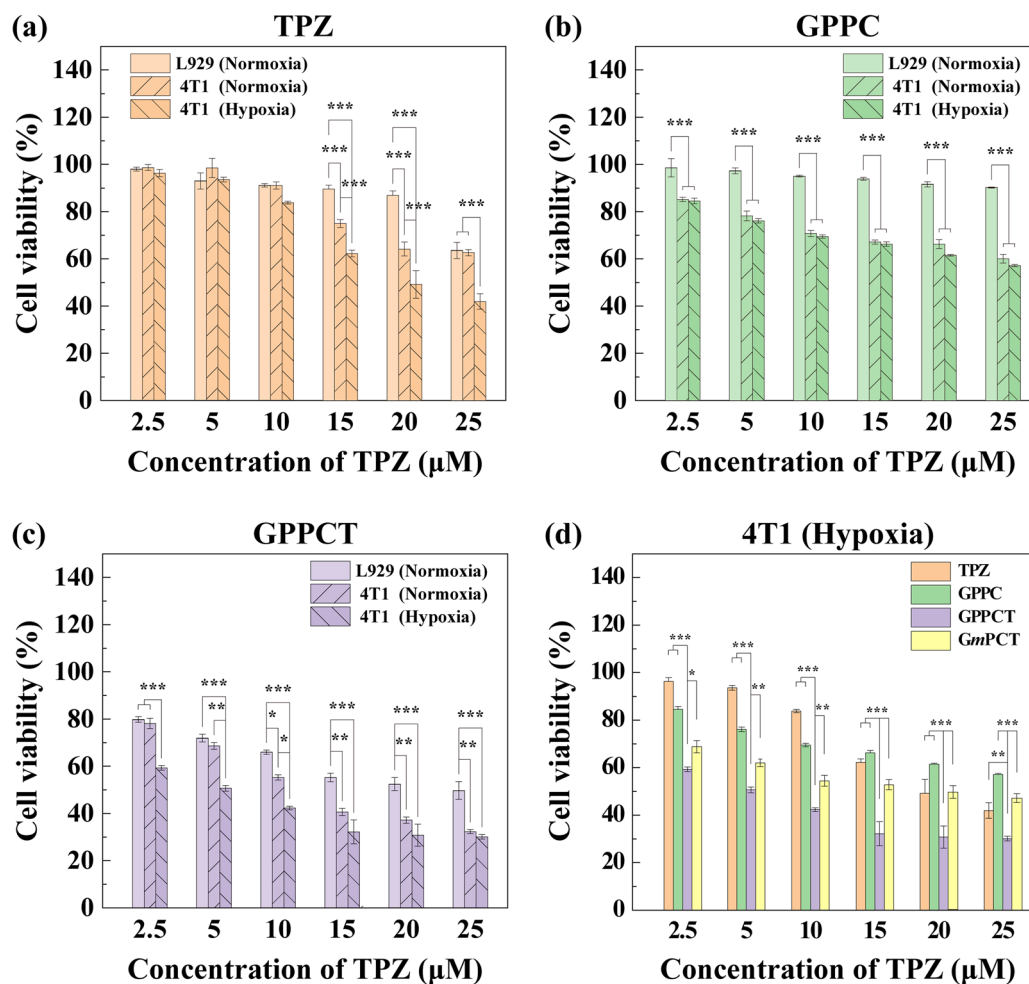 (a)
TPZ
L929 (Normoxia)
4T1 (Normoxia)
4T1 (Hypoxia)
*** ***
*** ***
*** *** ***
Cell viability (%)
140
120
100
80
60
40
20
0
2.5 5 10 15 20 25
Concentration of TPZ (μM)
(b)
GPPC
L929 (Normoxia)
4T1 (Normoxia)
4T1 (Hypoxia)
*** *** *** *** *** ***
Cell viability (%)
140
120
100
80
60
40
20
0
2.5 5 10 15 20 25
Concentration of TPZ (μM)
(c)
GPPCT
L929 (Normoxia)
4T1 (Normoxia)
4T1 (Hypoxia)
*** *** *** *** *** ***
** * * ** ** **
Cell viability (%)
140
120
100
80
60
40
20
0
2.5 5 10 15 20 25
Concentration of TPZ (μM)
(d)
4T1 (Hypoxia)
TPZ
GPPC
GPPCT
GmPCT
*** *** *** *** *** ***
* ** ** **
Cell viability (%)
140
120
100
80
60
40
20
0
2.5 5 10 15 20 25
Concentration of TPZ (μM)